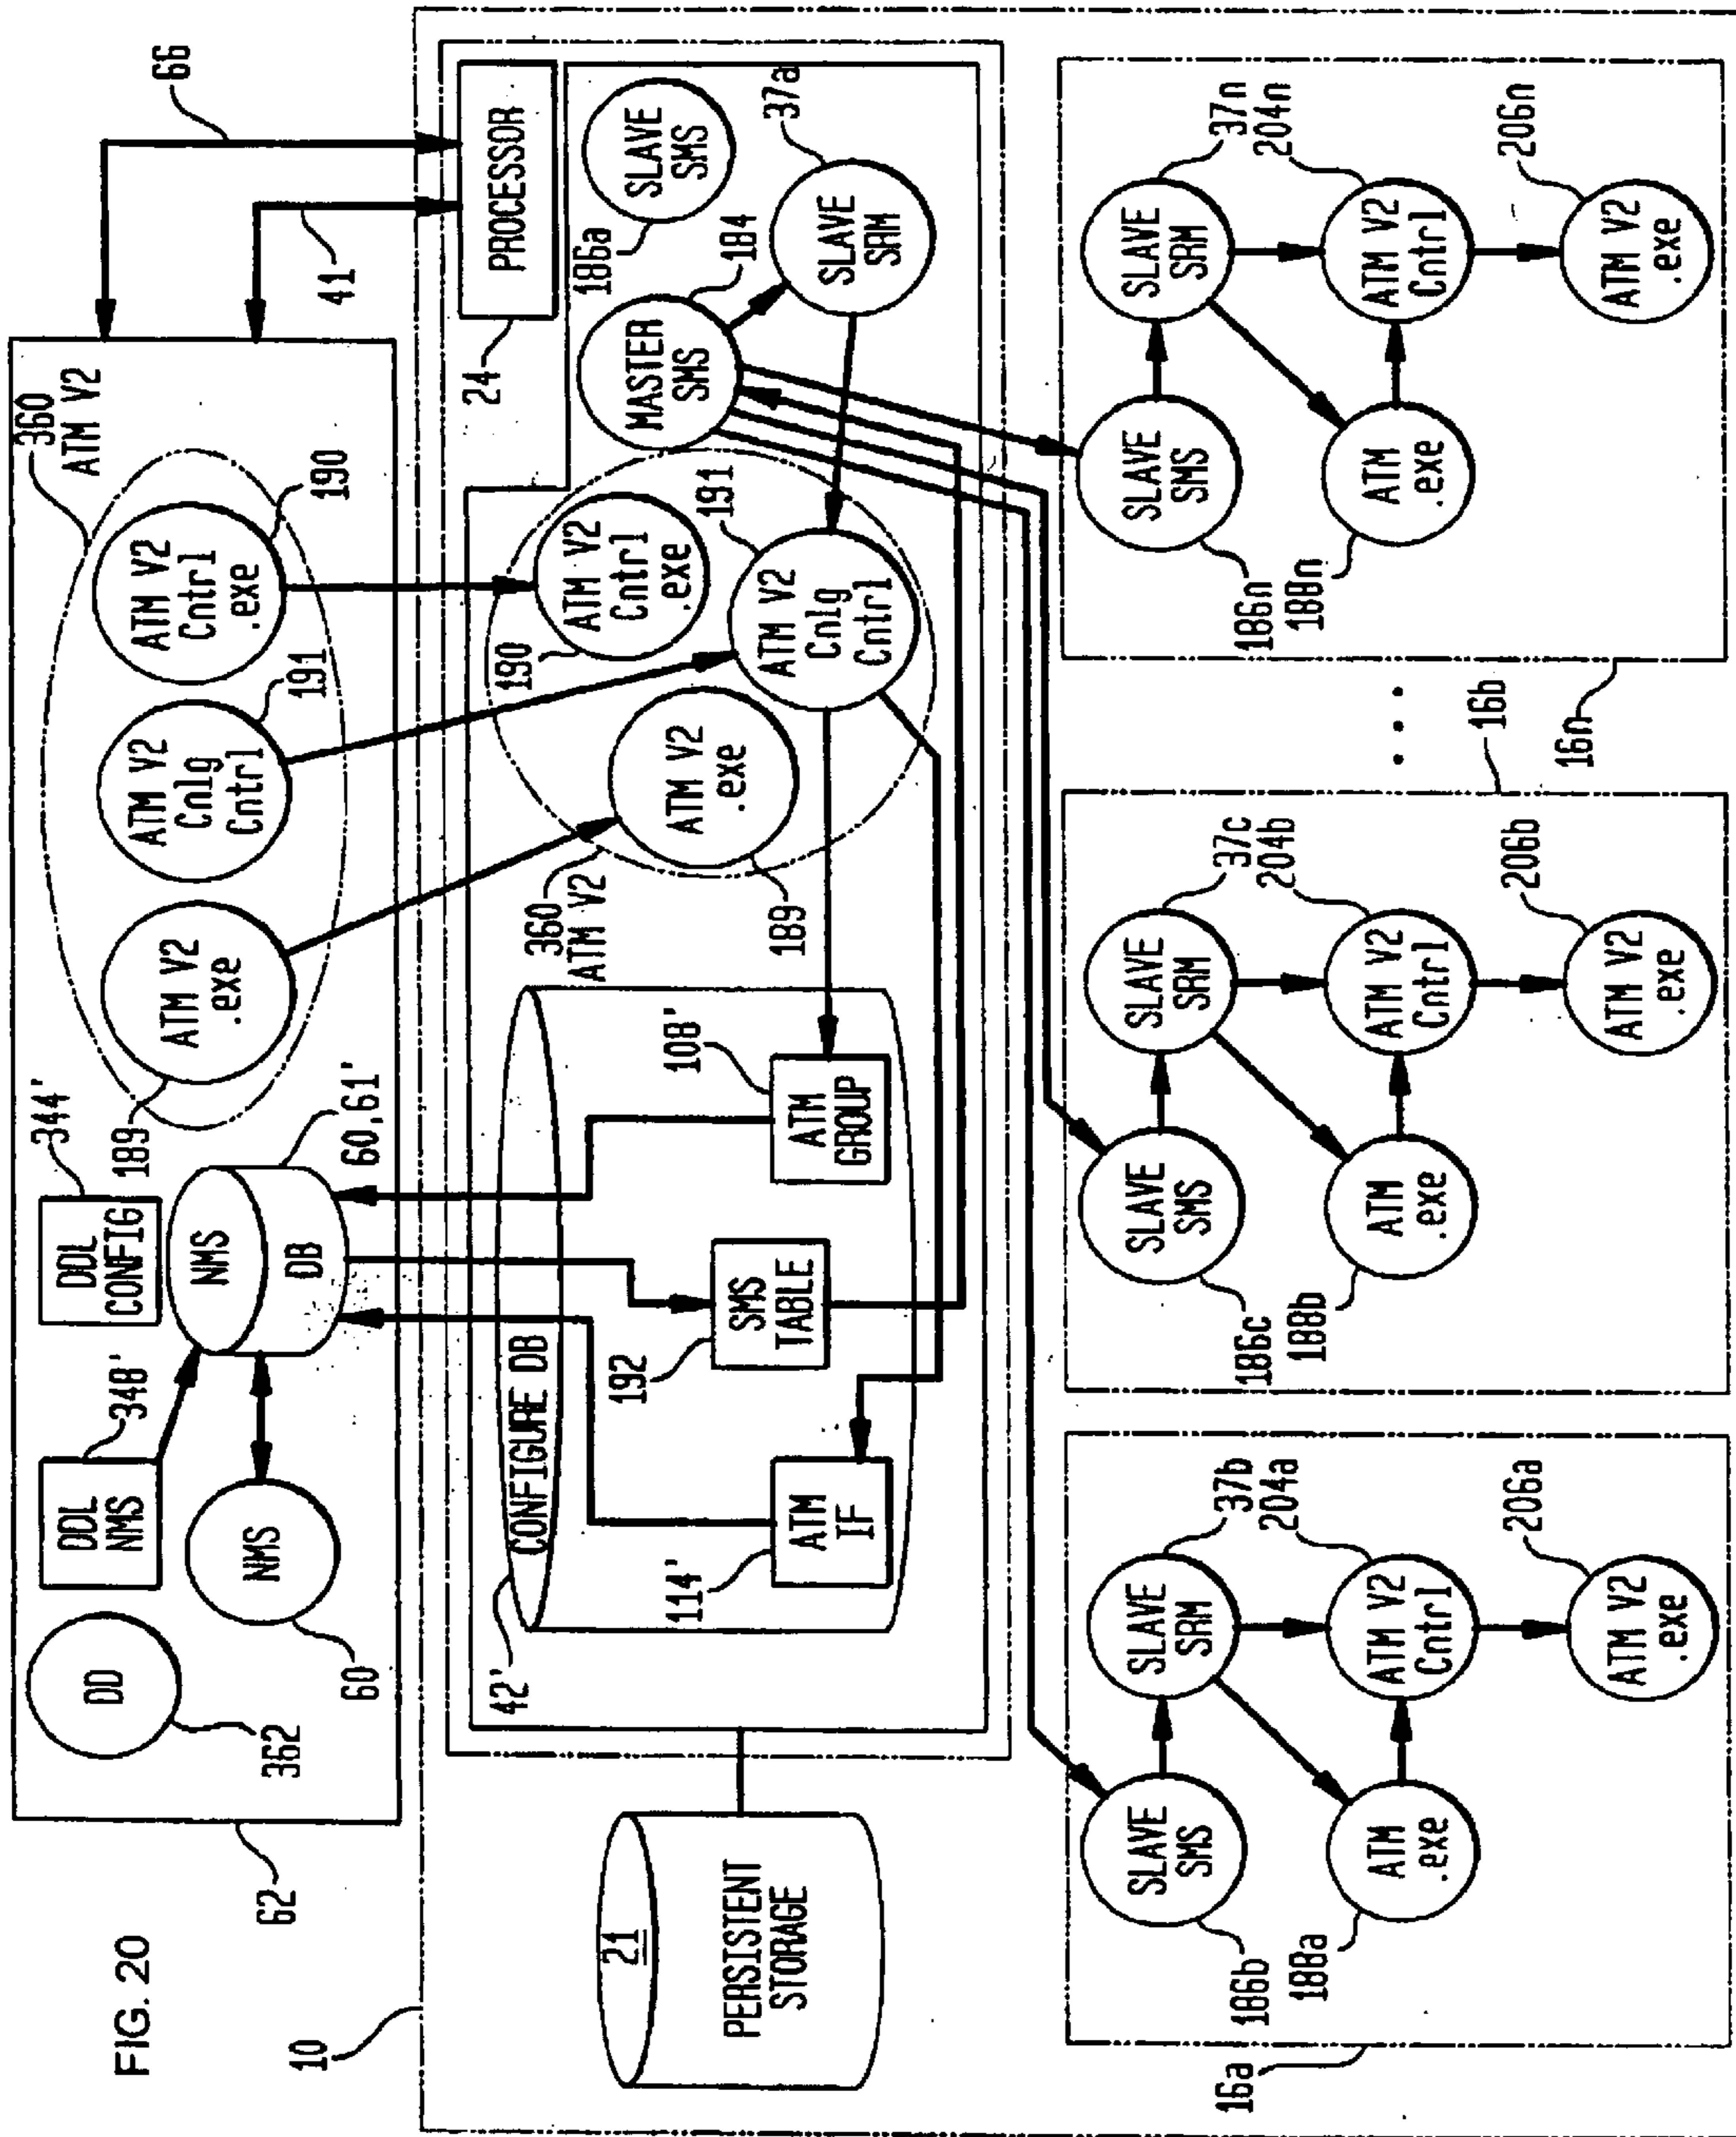 FIG. 20
62
DD
362
DDL
NMS
348'
NMS
60
DDL
CONFIG
344'
NMS
DB
60,61'
189
ATM V2
.exe
ATM V2
Cnlg
Cntrl
191
ATM V2
Cntrl
.exe
190
360
ATM V2
41
66
10
21
PERSISTENT
STORAGE
42'
CONFIGURE DB
ATM
IF
114'
SMS
TABLE
192
ATM
GROUP
108'
360
ATM V2
189
ATM V2
.exe
190
ATM V2
Cntrl
.exe
ATM V2
Cnlg
Cntrl
191
24
PROCESSOR
MASTER
SMS
184
SLAVE
SMS
186a
SLAVE
SRM
37a
16a
SLAVE
SMS
186b
SLAVE
SRM
37b
204a
ATM
.exe
188a
ATM V2
Cntrl
ATM V2
.exe
206a
SLAVE
SMS
186c
SLAVE
SRM
37c
204b
ATM
.exe
188b
ATM V2
Cntrl
ATM V2
.exe
206b
16b
• • •
16n
SLAVE
SMS
186n
SLAVE
SRM
37n
204n
ATM
.exe
188n
ATM V2
Cntrl
ATM V2
.exe
206n